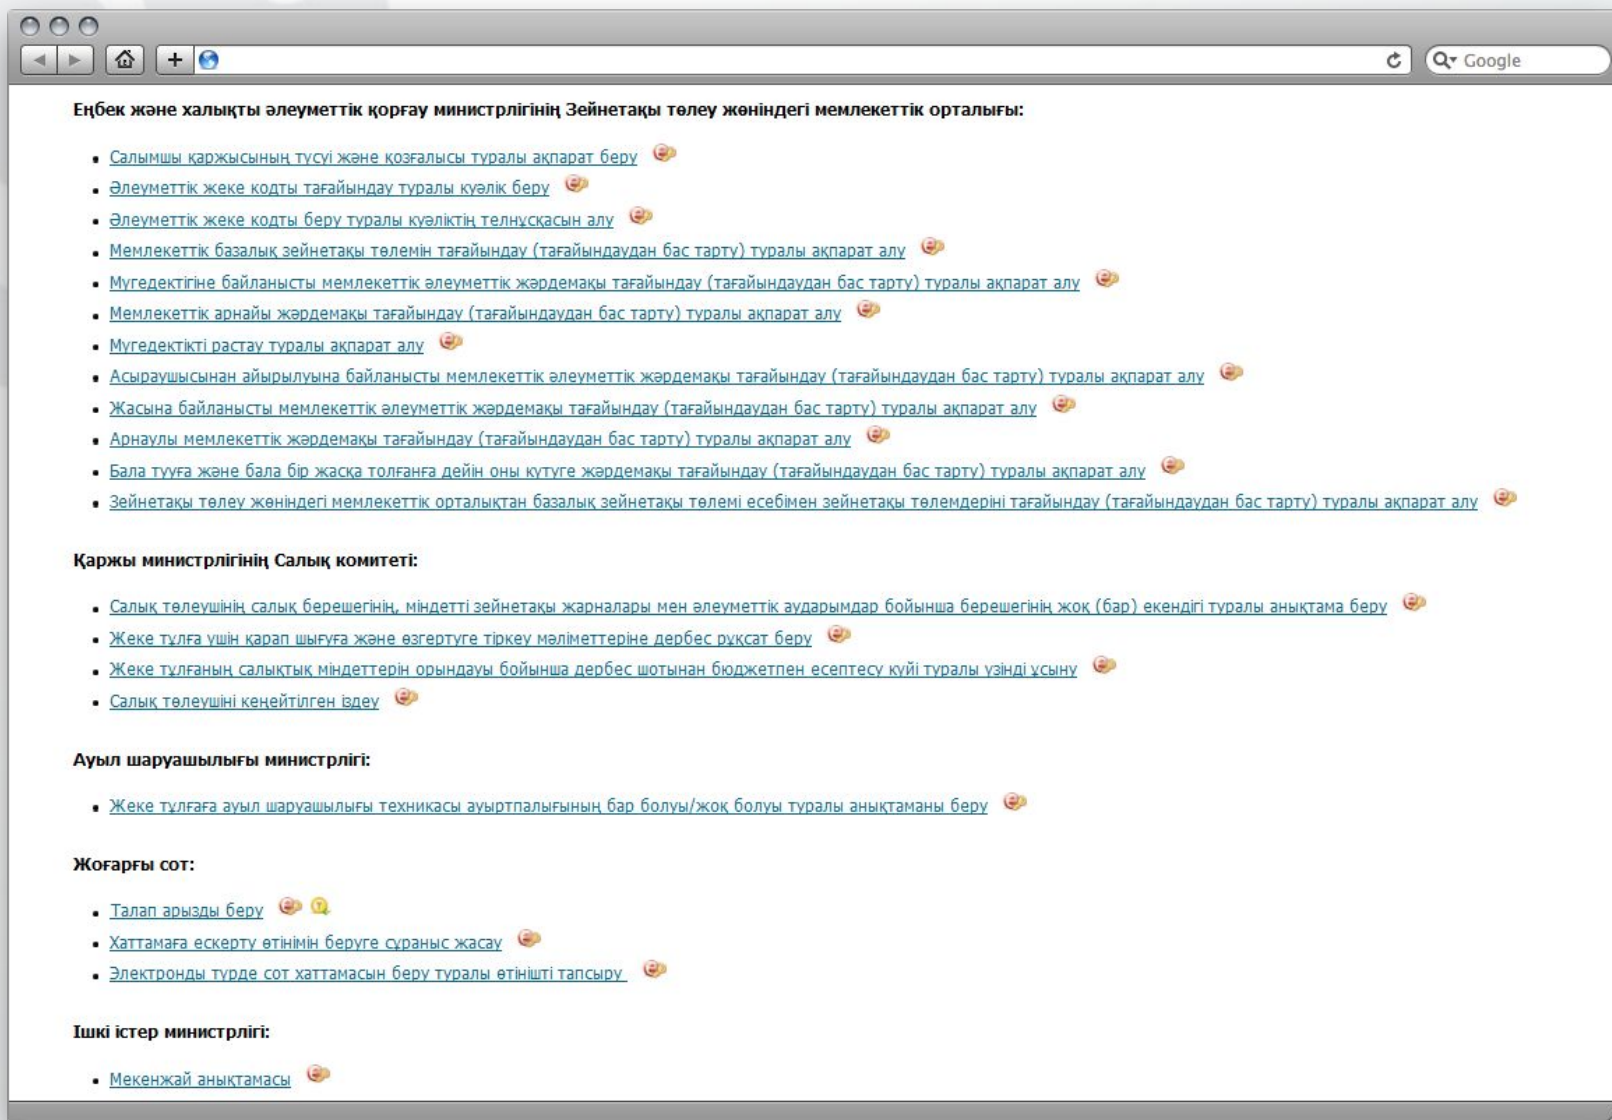 Google
Еңбек және халықты әлеуметтік қорғау министрлігінің Зейнетақы төлеу жөніндегі мемлекеттік орталығы:
Салымшы қаржысының түсуі және қозғалысы туралы ақпарат беру
Әлеуметтік жеке кодты тағайындау туралы куәлік беру
Әлеуметтік жеке кодты беру туралы куәліктің телнұсқасын алу
Мемлекеттік базалық зейнетақы төлемін тағайындау (тағайындаудан бас тарту) туралы ақпарат алу
Мүгедектігіне байланысты мемлекеттік әлеуметтік жәрдемақы тағайындау (тағайындаудан бас тарту) туралы ақпарат алу
Мемлекеттік арнайы жәрдемақы тағайындау (тағайындаудан бас тарту) туралы ақпарат алу
Мүгедектікті растау туралы ақпарат алу
Асыраушысынан айырылуына байланысты мемлекеттік әлеуметтік жәрдемақы тағайындау (тағайындаудан бас тарту) туралы ақпарат алу
Жасына байланысты мемлекеттік әлеуметтік жәрдемақы тағайындау (тағайындаудан бас тарту) туралы ақпарат алу
Арнаулы мемлекеттік жәрдемақы тағайындау (тағайындаудан бас тарту) туралы ақпарат алу
Бала тууға және бала бір жасқа толғанға дейін оны күтуге жәрдемақы тағайындау (тағайындаудан бас тарту) туралы ақпарат алу
Зейнетақы төлеу жөніндегі мемлекеттік орталықтан базалық зейнетақы төлемі есебімен зейнетақы төлемдеріні тағайындау (тағайындаудан бас тарту) туралы ақпарат алу
Қаржы министрлігінің Салық комитеті:
Салық төлеушінің салық берешегінің, міндетті зейнетақы жарналары мен әлеуметтік аударымдар бойынша берешегінің жоқ (бар) екендігі туралы анықтама беру
Жеке тұлға үшін қарап шығуға және өзгертуге тіркеу мәліметтеріне дербес рұқсат беру
Жеке тұлғаның салықтық міндеттерін орындауы бойынша дербес шотынан бюджетпен есептесу күйі туралы үзінді ұсыну
Салық төлеушіні кеңейтілген іздеу
Ауыл шаруашылығы министрлігі:
Жеке тұлғаға ауыл шаруашылығы техникасы ауыртпалығының бар болуы/жоқ болуы туралы анықтаманы беру
Жоғарғы сот:
Талап арызды беру
Хаттамаға ескерту өтінімін беруге сұраныс жасау
Электронды түрде сот хаттамасын беру туралы өтінішті тапсыру
Ішкі істер министрлігі:
Мекенжай анықтамасы